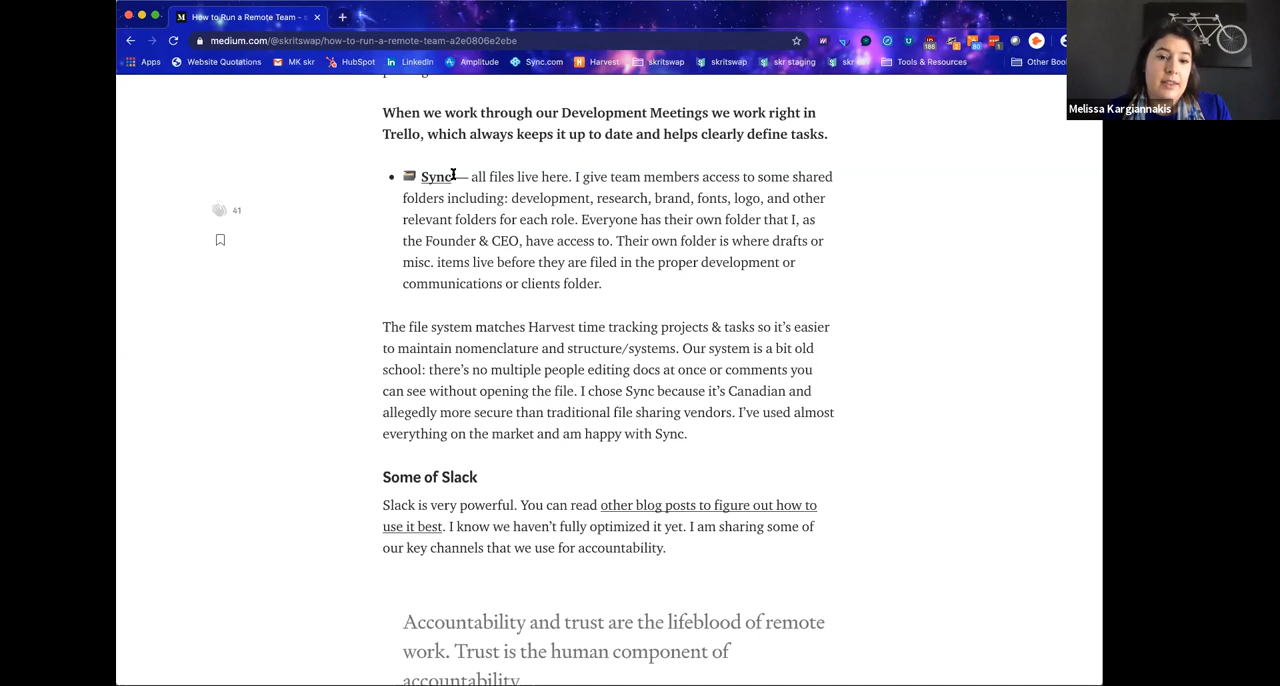 How to Run a Remote Team -
medium.com/@skritswap/how-to-run-a-remote-team-a2e0806e2ebe
Apps Website Quotations MK skr HubSpot LinkedIn Amplitude Sync.com Harvest skritswap skritswap skr staging Tools & Resources Other Boo
Melissa Kargiannakis
When we work through our Development Meetings we work right in
Trello, which always keeps it up to date and helps clearly define tasks.
Sync — all files live here. I give team members access to some shared
folders including: development, research, brand, fonts, logo, and other
41
relevant folders for each role. Everyone has their own folder that I, as
the Founder & CEO, have access to. Their own folder is where drafts or
misc. items live before they are filed in the proper development or
communications or clients folder.
The file system matches Harvest time tracking projects & tasks so it’s easier
to maintain nomenclature and structure/systems. Our system is a bit old
school: there’s no multiple people editing docs at once or comments you
can see without opening the file. I chose Sync because it’s Canadian and
allegedly more secure than traditional file sharing vendors. I’ve used almost
everything on the market and am happy with Sync.
Some of Slack
Slack is very powerful. You can read other blog posts to figure out how to
use it best. I know we haven’t fully optimized it yet. I am sharing some of
our key channels that we use for accountability.
Accountability and trust are the lifeblood of remote
work. Trust is the human component of
accountability